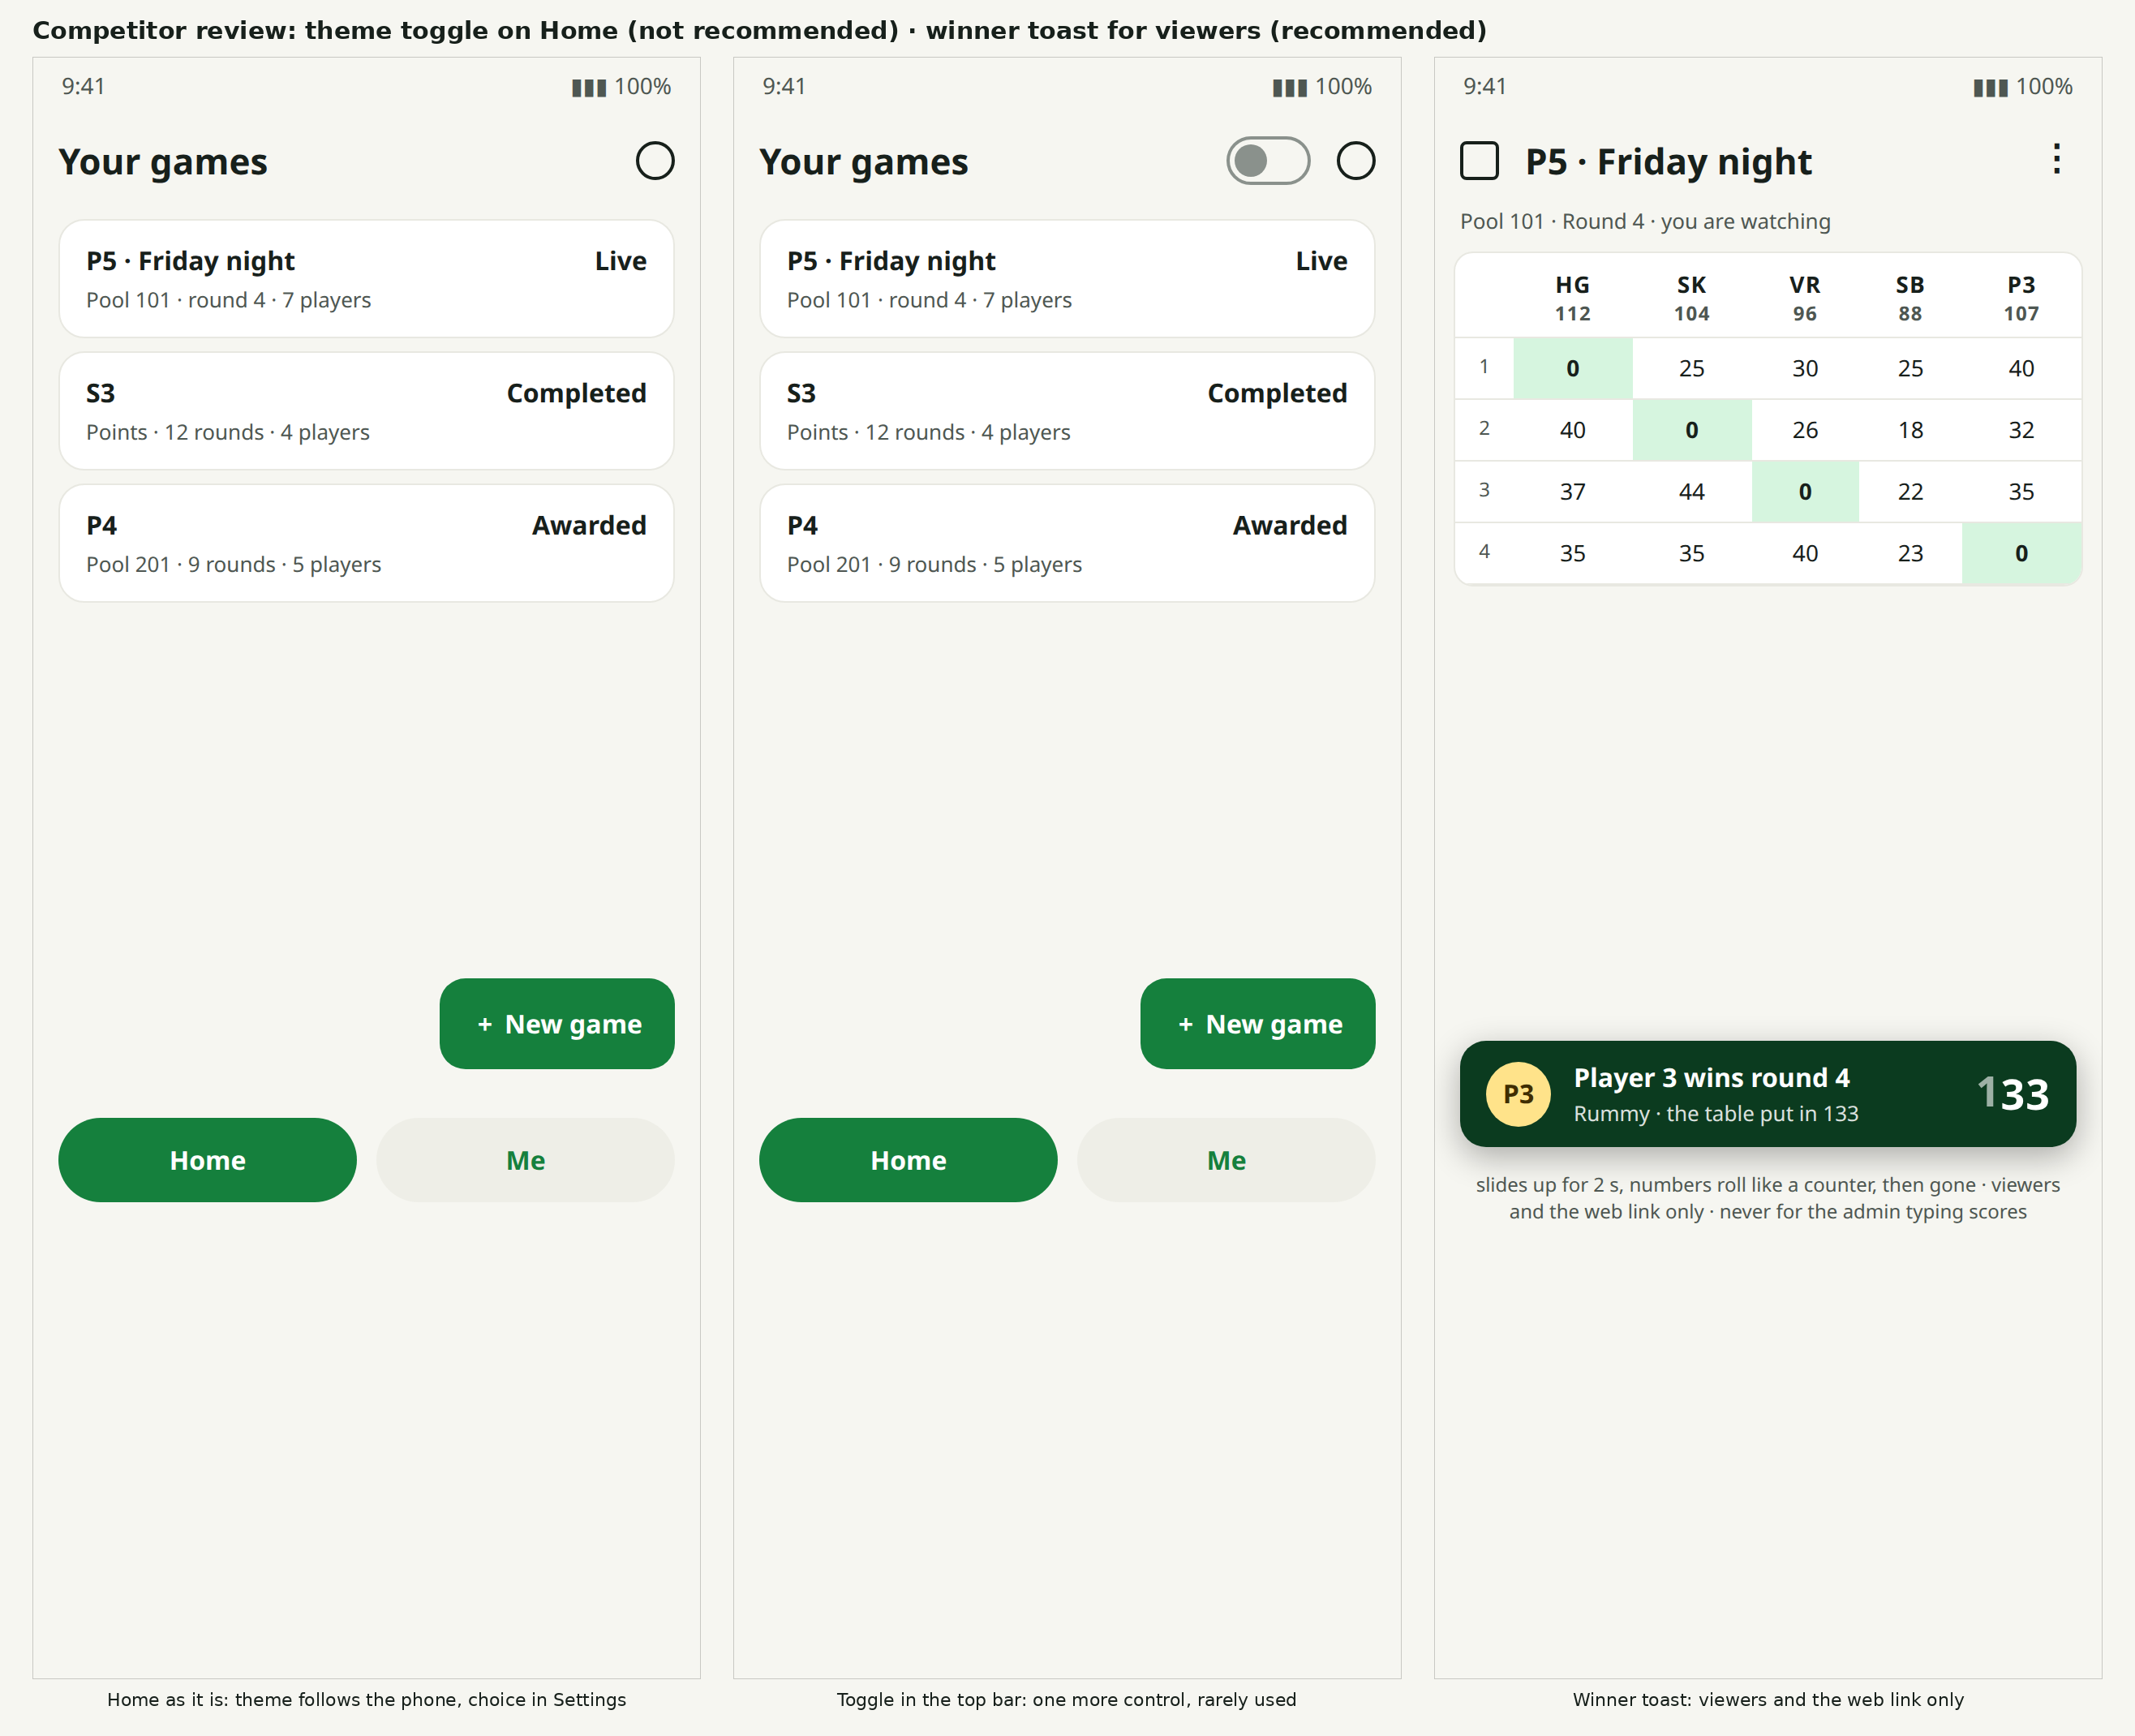 Competitor review: theme toggle on Home (not recommended) · winner toast for viewers (recommended)
9:41
100%
Your games
P5 · Friday night
Live
Pool 101 · round 4 · 7 players
S3
Completed
Points · 12 rounds · 4 players
P4
Awarded
Pool 201 · 9 rounds · 5 players
+ New game
Home
Me
Home as it is: theme follows the phone, choice in Settings
9:41
100%
Your games
P5 · Friday night
Live
Pool 101 · round 4 · 7 players
S3
Completed
Points · 12 rounds · 4 players
P4
Awarded
Pool 201 · 9 rounds · 5 players
+ New game
Home
Me
Toggle in the top bar: one more control, rarely used
9:41
100%
P5 · Friday night
Pool 101 · Round 4 · you are watching
HG SK VR SB P3
112 104 96 88 107
1 0 25 30 25 40
2 40 0 26 18 32
3 37 44 0 22 35
4 35 35 40 23 0
P3
Player 3 wins round 4
Rummy · the table put in 133
133
slides up for 2 s, numbers roll like a counter, then gone · viewers
and the web link only · never for the admin typing scores
Winner toast: viewers and the web link only